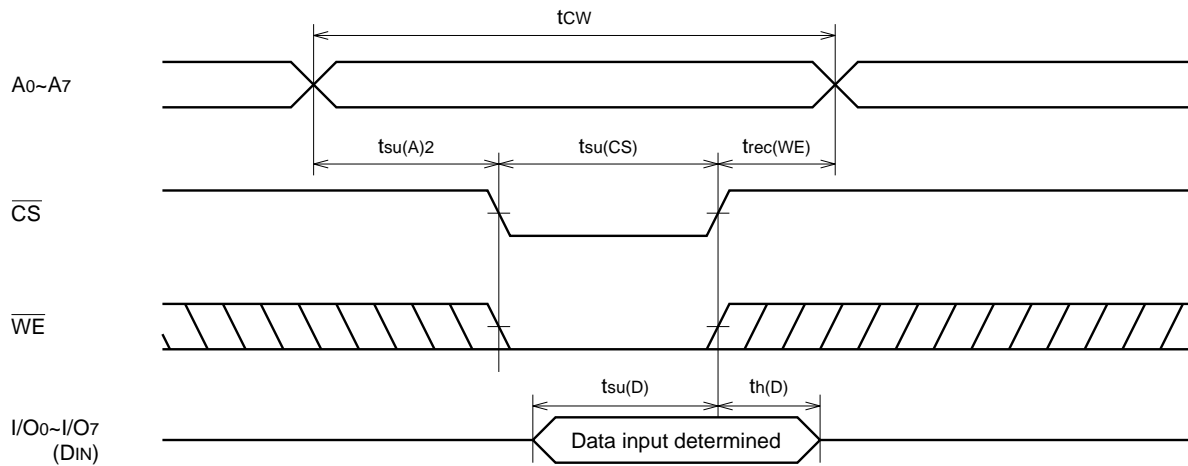 tCW
A0~A7
tsu(A)2 tsu(CS) trec(WE)
CS
WE
tsu(D) th(D)
I/O0~I/O7
(DIN)
Data input determined